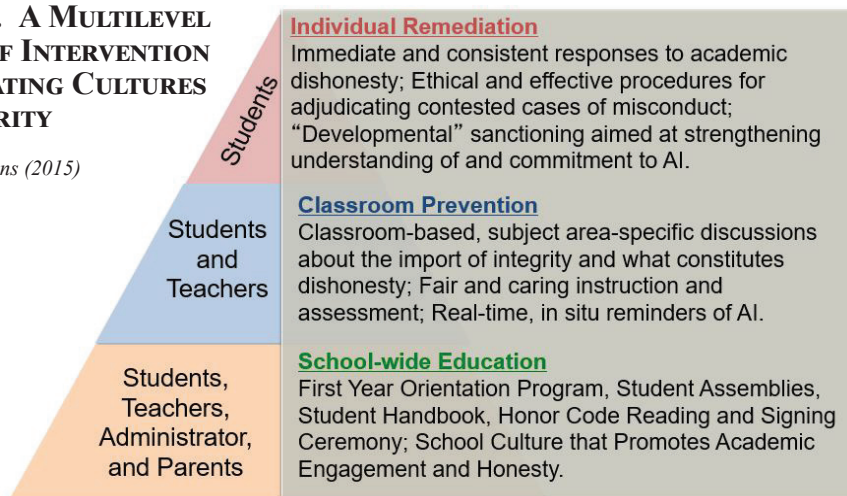 . A MULTILEVEL
F INTERVENTION
ATING CULTURES
RITY
ns (2015)
Students
Individual Remediation
Immediate and consistent responses to academic
dishonesty; Ethical and effective procedures for
adjudicating contested cases of misconduct;
“Developmental” sanctioning aimed at strengthening
understanding of and commitment to AI.
Students
and
Teachers
Classroom Prevention
Classroom-based, subject area-specific discussions
about the import of integrity and what constitutes
dishonesty; Fair and caring instruction and
assessment; Real-time, in situ reminders of AI.
Students,
Teachers,
Administrator,
and Parents
School-wide Education
First Year Orientation Program, Student Assemblies,
Student Handbook, Honor Code Reading and Signing
Ceremony; School Culture that Promotes Academic
Engagement and Honesty.